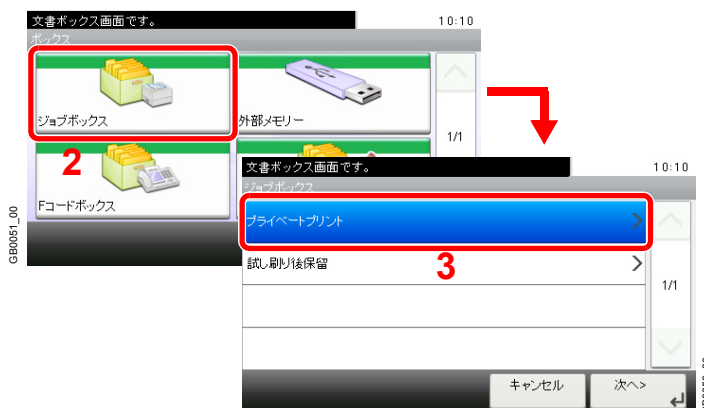 文書ボックス画面です。
10:10
ボックス
ジョブボックス
外部メモリー
1/1
2
Fコードボックス
GB0051_00
文書ボックス画面です。
10:10
ジョブボックス
プライベートプリント
試し刷り後保留
3
1/1
キャンセル
次へ>